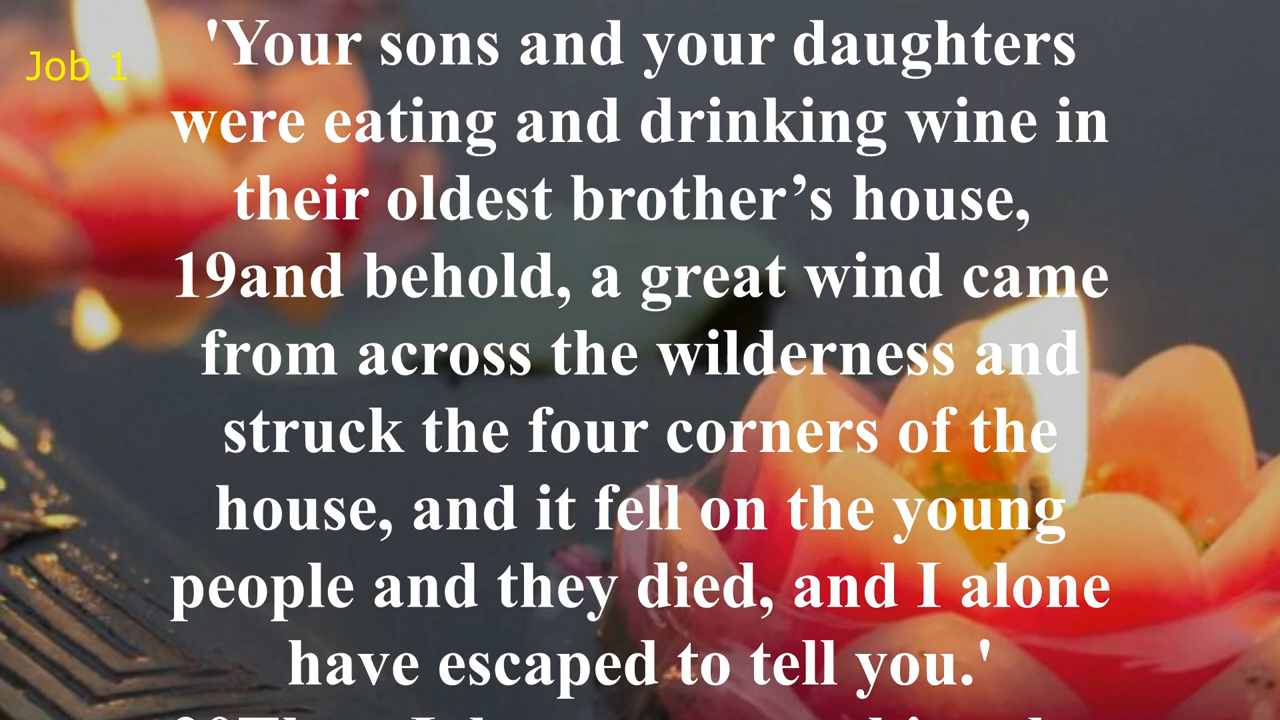 Job 1
'Your sons and your daughters
were eating and drinking wine in
their oldest brother’s house,
19and behold, a great wind came
from across the wilderness and
struck the four corners of the
house, and it fell on the young
people and they died, and I alone
have escaped to tell you.'